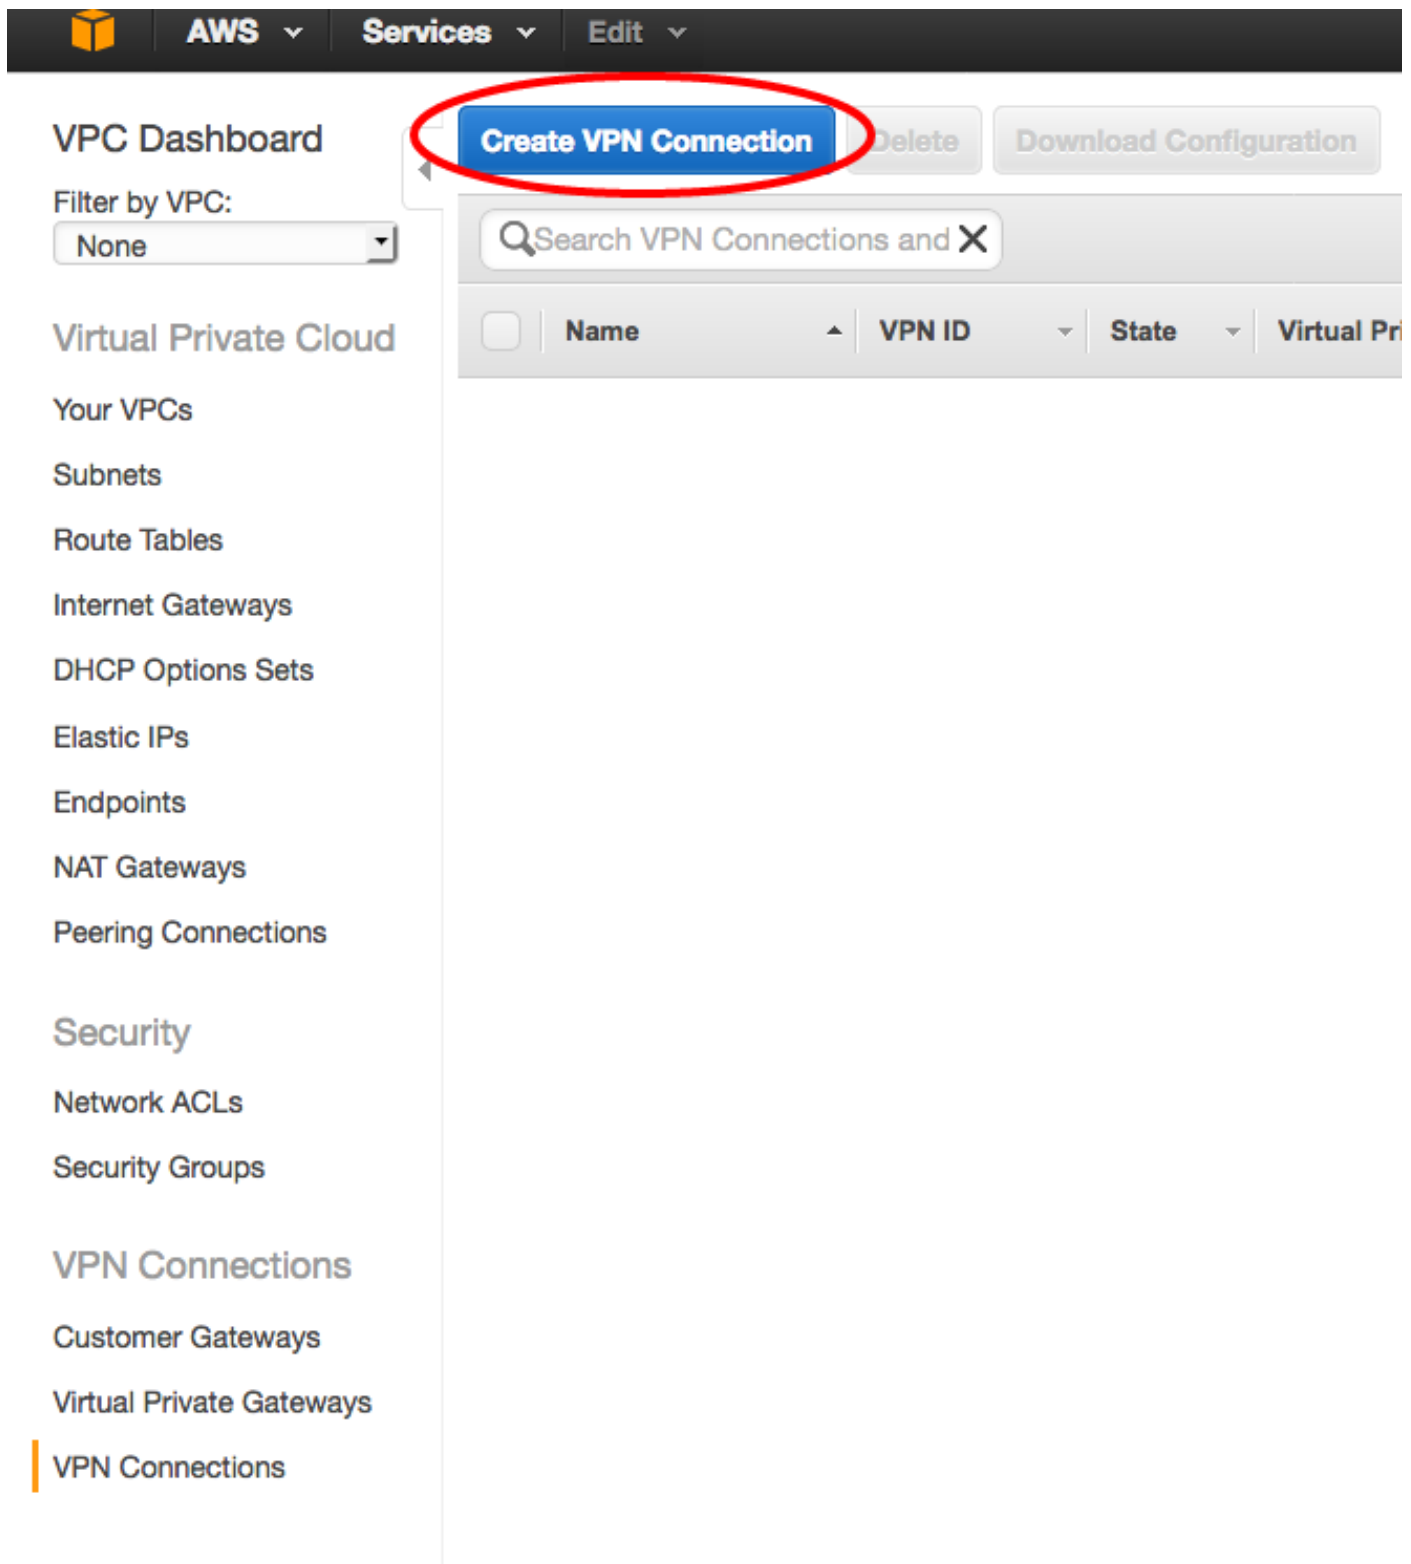 AWS Services Edit
VPC Dashboard
Filter by VPC:
None
Virtual Private Cloud
Your VPCs
Subnets
Route Tables
Internet Gateways
DHCP Options Sets
Elastic IPs
Endpoints
NAT Gateways
Peering Connections
Security
Network ACLs
Security Groups
VPN Connections
Customer Gateways
Virtual Private Gateways
VPN Connections
Create VPN Connection Delete Download Configuration
Search VPN Connections and
Name VPN ID State Virtual Pri